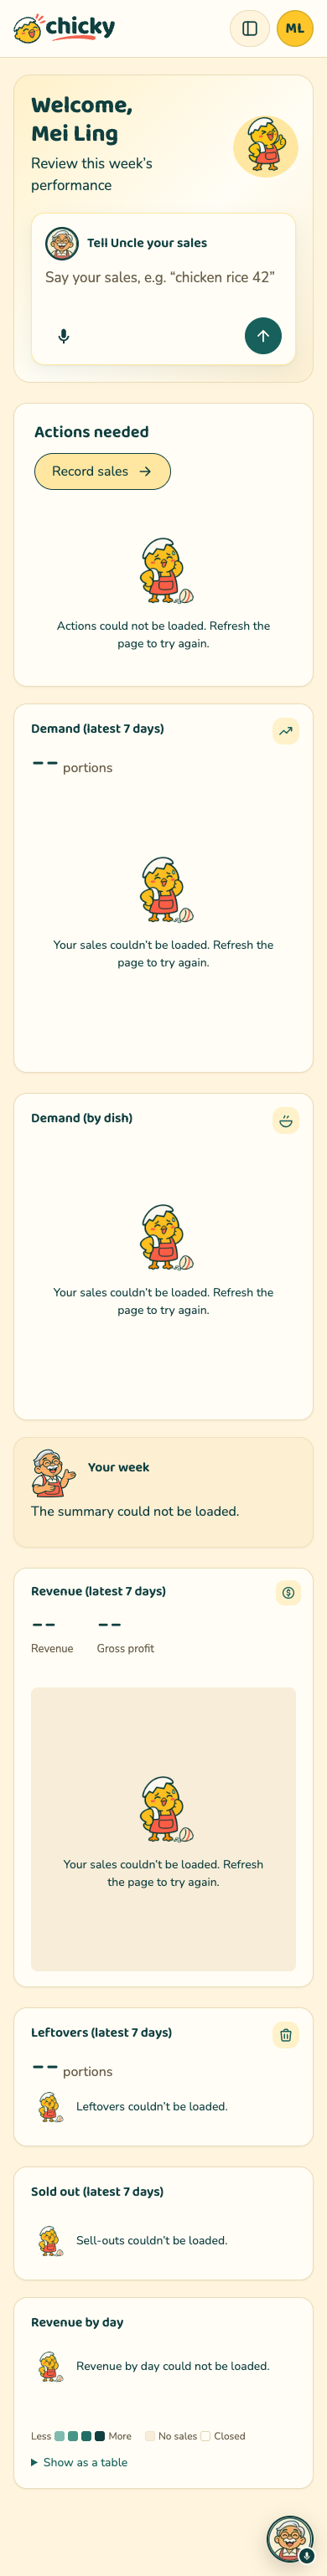 chicky
ML
Welcome,
Mei Ling
Review this week's
performance
Tell Uncle your sales
Say your sales, e.g. “chicken rice 42”
Actions needed
Record sales →
Actions could not be loaded. Refresh the
page to try again.
Demand (latest 7 days)
-- portions
Your sales couldn't be loaded. Refresh the
page to try again.
Demand (by dish)
Your sales couldn't be loaded. Refresh the
page to try again.
Your week
The summary could not be loaded.
Revenue (latest 7 days)
-- --
Revenue Gross profit
Your sales couldn't be loaded. Refresh
the page to try again.
Leftovers (latest 7 days)
-- portions
Leftovers couldn't be loaded.
Sold out (latest 7 days)
Sell-outs couldn't be loaded.
Revenue by day
Revenue by day could not be loaded.
Less More No sales Closed
Show as a table